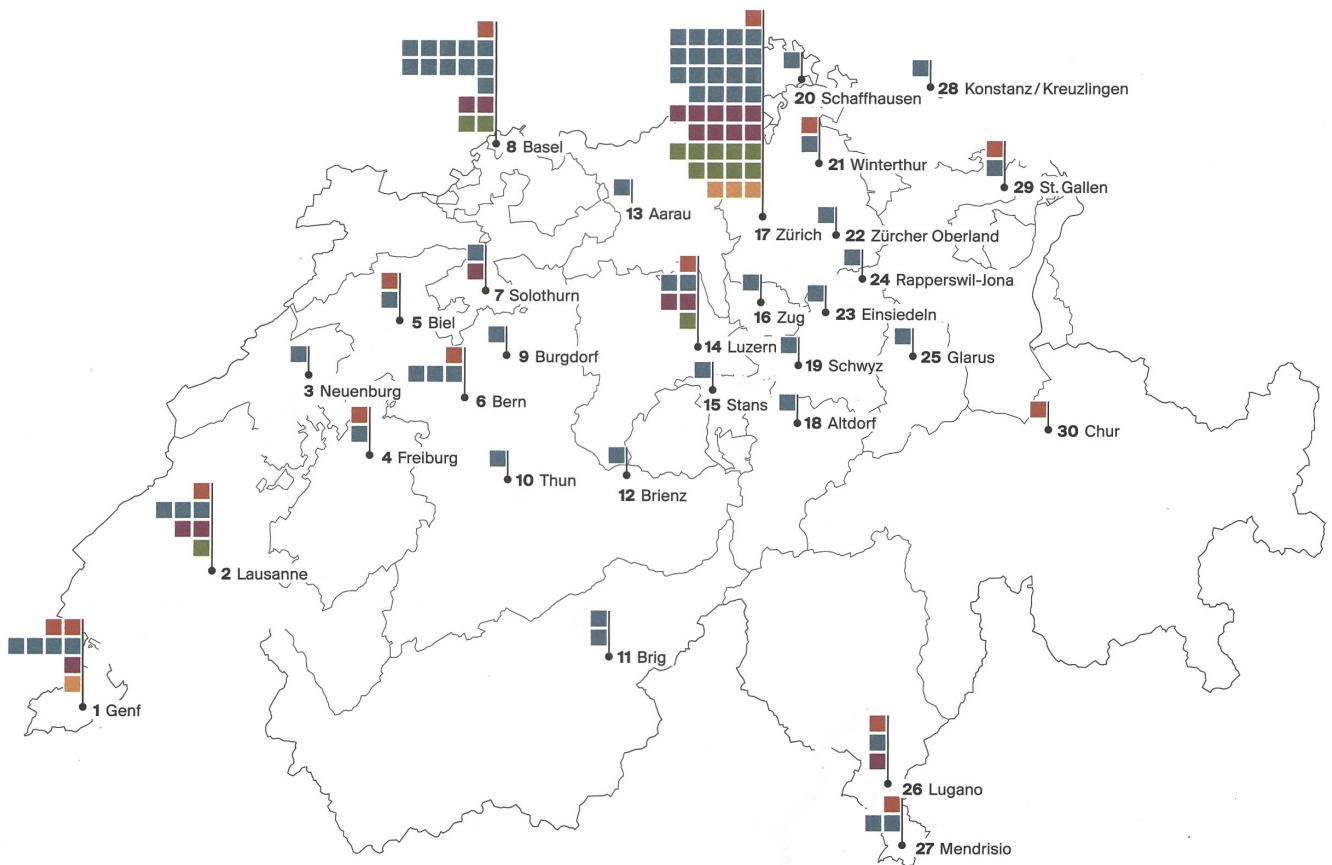 8 Basel
20 Schaffhausen
28 Konstanz/Kreuzlingen
21 Winterthur
29 St. Gallen
13 Aarau
17 Zürich
22 Zürcher Oberland
24 Rapperswil-Jona
7 Solothurn
5 Biel
16 Zug
23 Einsiedeln
9 Burgdorf
14 Luzern
25 Glarus
19 Schwyz
3 Neuenburg
6 Bern
15 Stans
18 Altdorf
30 Chur
4 Freiburg
10 Thun
12 Brienz
2 Lausanne
11 Brig
1 Genf
26 Lugano
27 Mendrisio